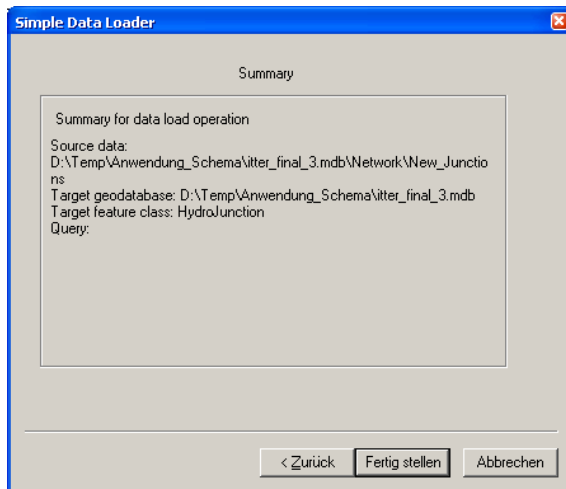 Simple Data Loader
Summary
Summary for data load operation
Source data:
D:\Temp\Anwendung_Schema\itter_final_3.mdb\Network\New_Junctio
ns
Target geodatabase: D:\Temp\Anwendung_Schema\itter_final_3.mdb
Target feature class: HydroJunction
Query:
< Zurück Fertig stellen Abbrechen